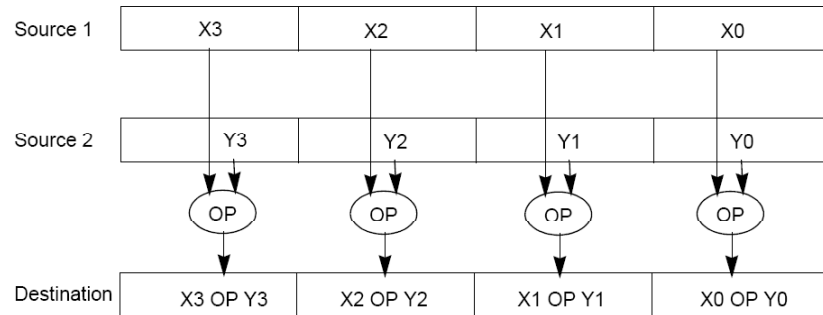 Source 1 X3 X2 X1 X0
Source 2 Y3 Y2 Y1 Y0
OP OP OP OP
Destination X3 OP Y3 X2 OP Y2 X1 OP Y1 X0 OP Y0